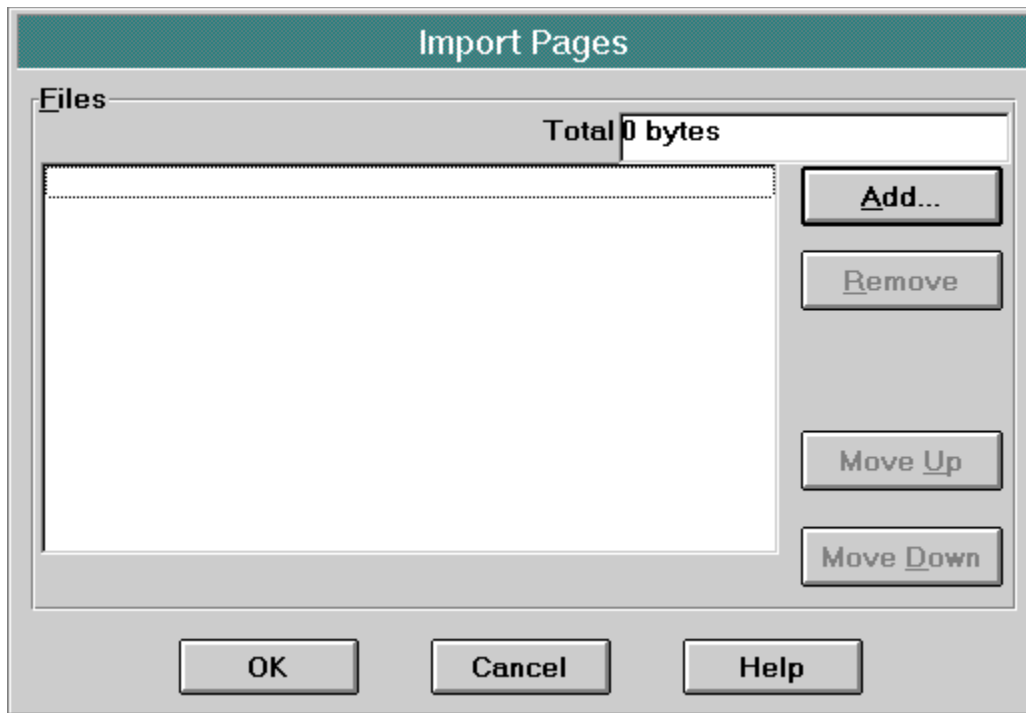 Import Pages
Files
Total 0 bytes
Add...
Remove
Move Up
Move Down
OK Cancel Help